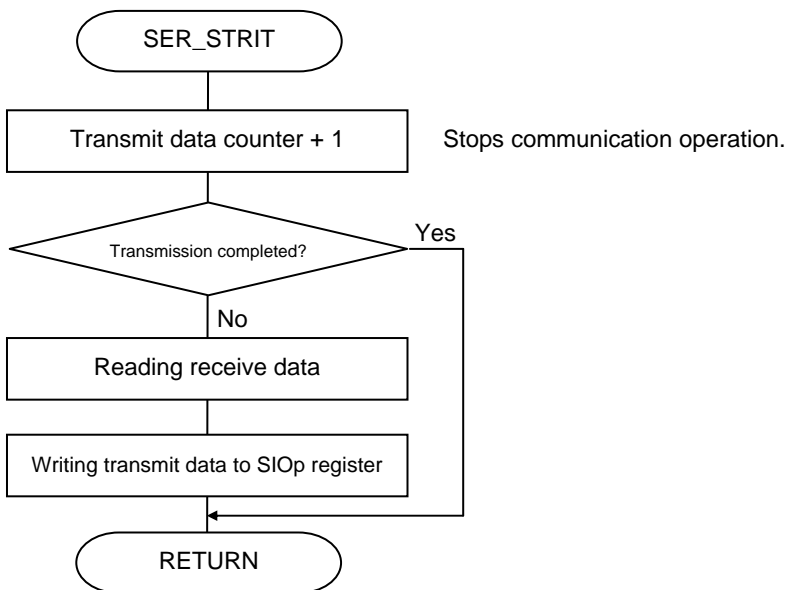 SER_STRIT
Transmit data counter + 1
Stops communication operation.
Transmission completed?
Yes
No
Reading receive data
Writing transmit data to SIOp register
RETURN